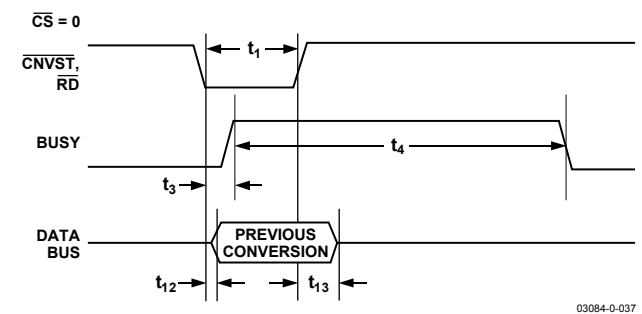 CS = 0
t1
CNVST,
RD
BUSY
t4
t3
DATA
BUS
PREVIOUS
CONVERSION
t12
t13
03084-0-037